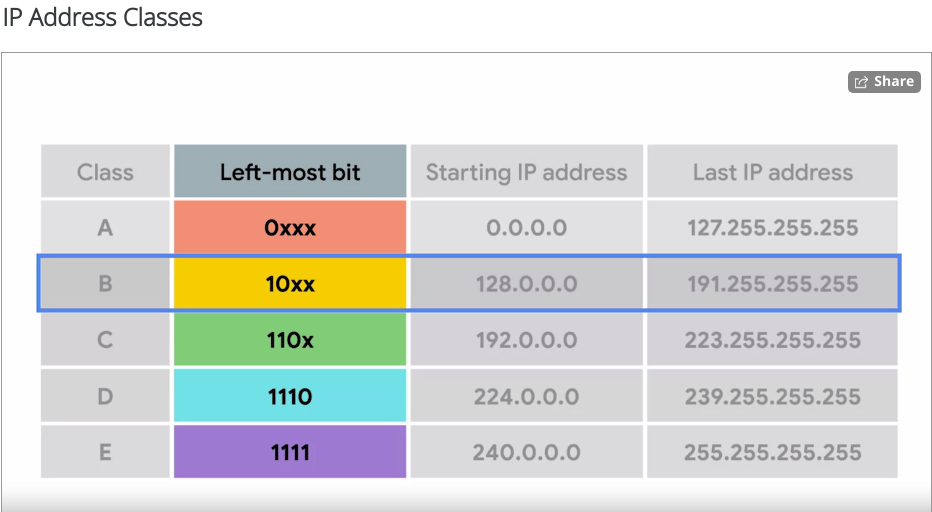 IP Address Classes
Share
Class Left-most bit Starting IP address Last IP address
A 0xxx 0.0.0.0 127.255.255.255
B 10xx 128.0.0.0 191.255.255.255
C 110x 192.0.0.0 223.255.255.255
D 1110 224.0.0.0 239.255.255.255
E 1111 240.0.0.0 255.255.255.255